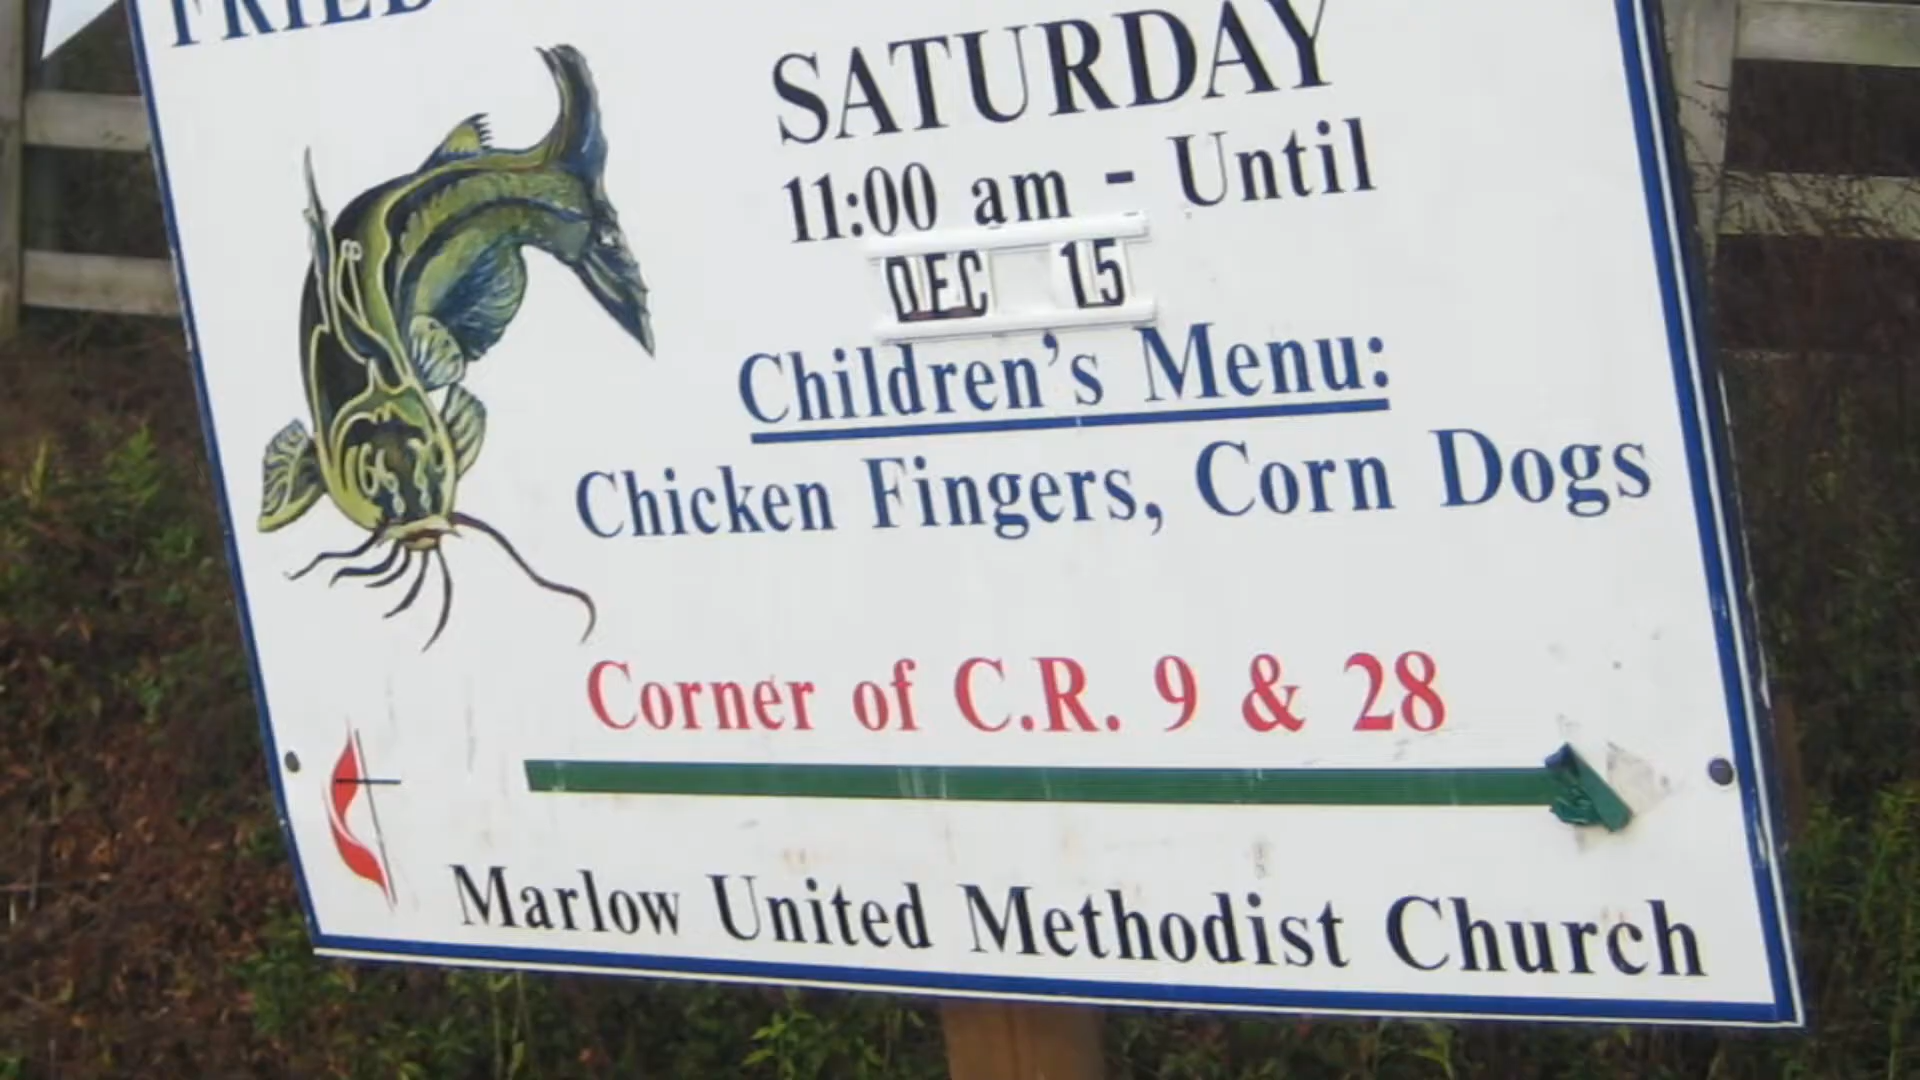 FRIED
SATURDAY
11:00 am - Until
DEC 15
Children's Menu:
Chicken Fingers, Corn Dogs
Corner of C.R. 9 & 28
Marlow United Methodist Church